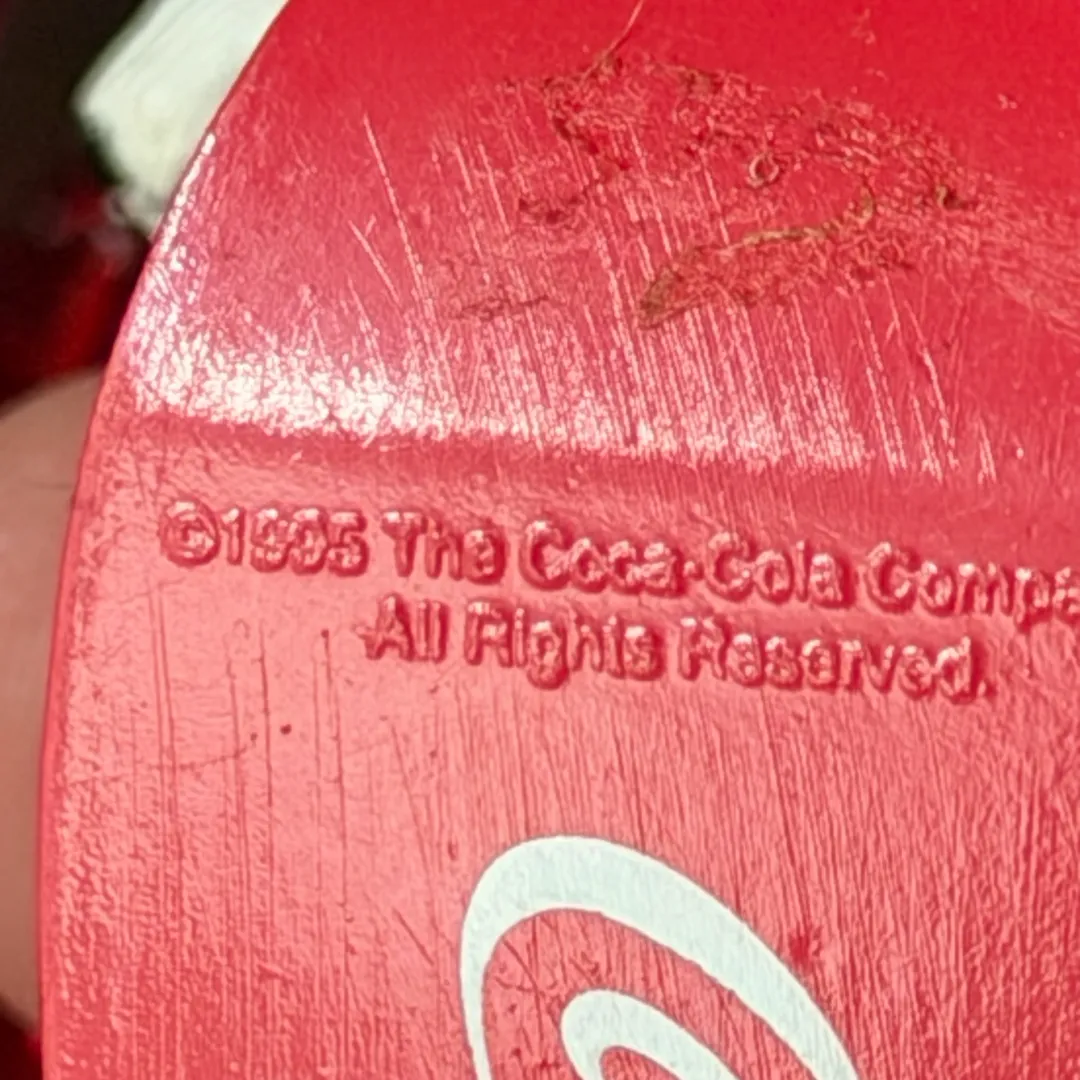 ©1995 The Coca-Cola Compa
All Rights Reserved.